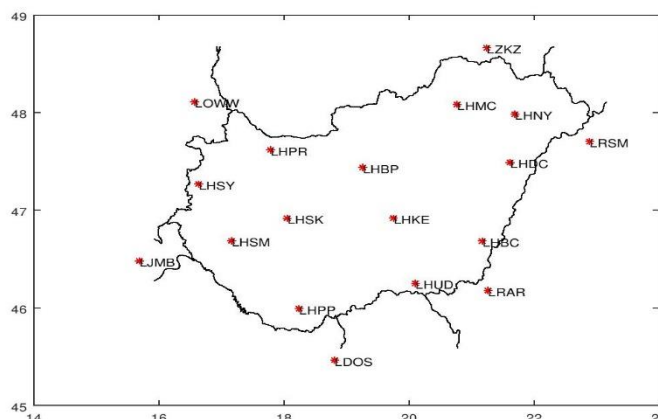 49
LZKZ
48
LOWW
LHMC
LHNY
LHPR
LRSM
LHBP
LHDC
LHSY
47
LHSK
LHKE
LHSM
LHBC
LJMB
LHUD
LRAR
46
LHPP
LDOS
45
14 16 18 20 22 24